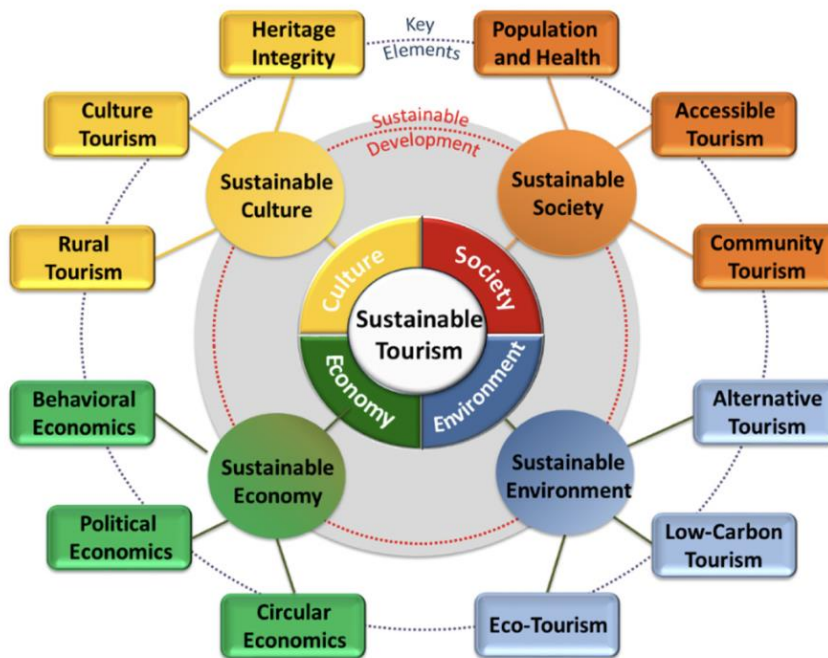 Heritage
Integrity
Key
Elements
Population
and Health
Culture
Tourism
Sustainable
Development
Accessible
Tourism
Sustainable
Culture
Sustainable
Society
Rural
Tourism
Community
Tourism
Culture
Society
Sustainable
Tourism
Economy
Environment
Behavioral
Economics
Alternative
Tourism
Sustainable
Economy
Sustainable
Environment
Political
Economics
Low-Carbon
Tourism
Circular
Economics
Eco-Tourism